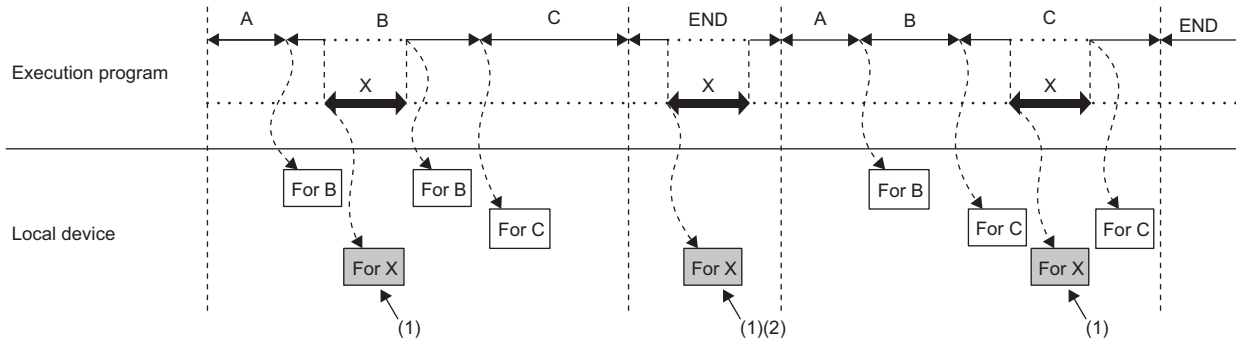 A B C END A B C END
Execution program
X X X
For B For B For B
Local device
For C For C For C
For X For X For X
(1) (1)(2) (1)